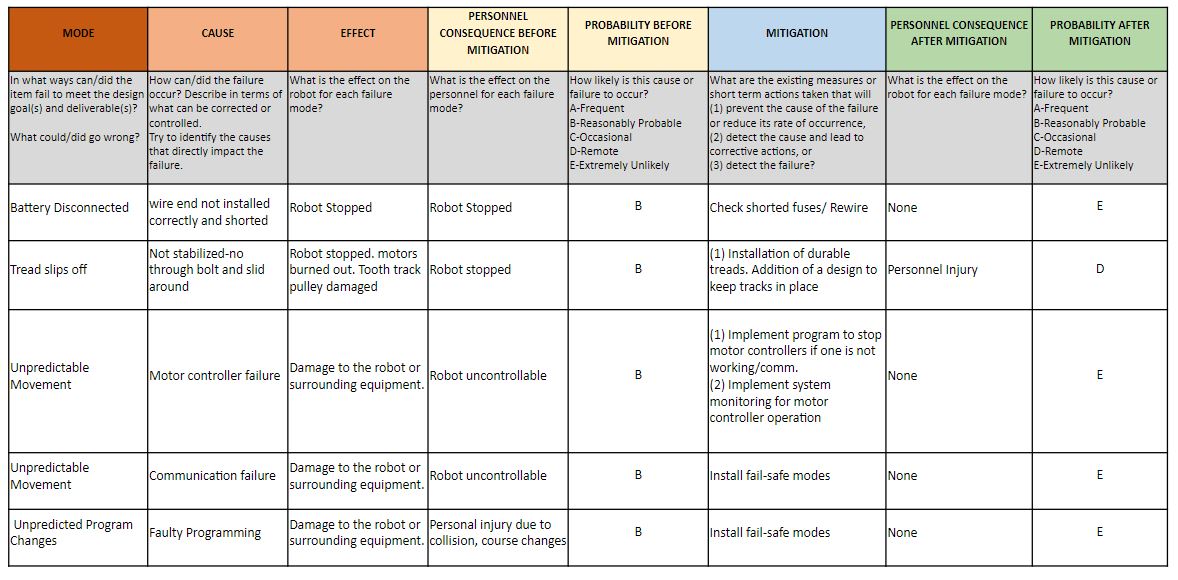 MODE
CAUSE
EFFECT
PERSONNEL
CONSEQUENCE BEFORE
MITIGATION
PROBABILITY BEFORE
MITIGATION
MITIGATION
PERSONNEL CONSEQUENCE
AFTER MITIGATION
PROBABILITY AFTER
MITIGATION
In what ways can/did the
item fail to meet the design
goal(s) and deliverable(s)?
What could/did go wrong?
How can/did the failure
occur? Describe in terms of
what can be corrected or
controlled.
Try to identify the causes
that directly impact the
failure.
What is the effect on the
robot for each failure
mode?
What is the effect on the
personnel for each failure
mode?
How likely is this cause or
failure to occur?
A-Frequent
B-Reasonably Probable
C-Occasional
D-Remote
E-Extremely Unlikely
What are the existing measures or
short term actions taken that will
(1) prevent the cause of the failure
or reduce its rate of occurrence,
(2) detect the cause and lead to
corrective actions, or
(3) detect the failure?
What is the effect on the
robot for each failure mode?
How likely is this cause or
failure to occur?
A-Frequent
B-Reasonably Probable
C-Occasional
D-Remote
E-Extremely Unlikely
Battery Disconnected
wire end not installed
correctly and shorted
Robot Stopped
Robot Stopped
B
Check shorted fuses/ Rewire
None
E
Tread slips off
Not stabilized-no
through bolt and slid
around
Robot stopped. motors
burned out. Tooth track
pulley damaged
Robot stopped
B
(1) Installation of durable
treads. Addition of a design to
keep tracks in place
Personnel Injury
D
Unpredictable
Movement
Motor controller failure
Damage to the robot or
surrounding equipment.
Robot uncontrollable
B
(1) Implement program to stop
motor controllers if one is not
working/comm.
(2) Implement system
monitoring for motor
controller operation
None
E
Unpredictable
Movement
Communication failure
Damage to the robot or
surrounding equipment.
Robot uncontrollable
B
Install fail-safe modes
None
E
Unpredicted Program
Changes
Faulty Programming
Damage to the robot or
surrounding equipment.
Personal injury due to
collision, course changes
B
Install fail-safe modes
None
E